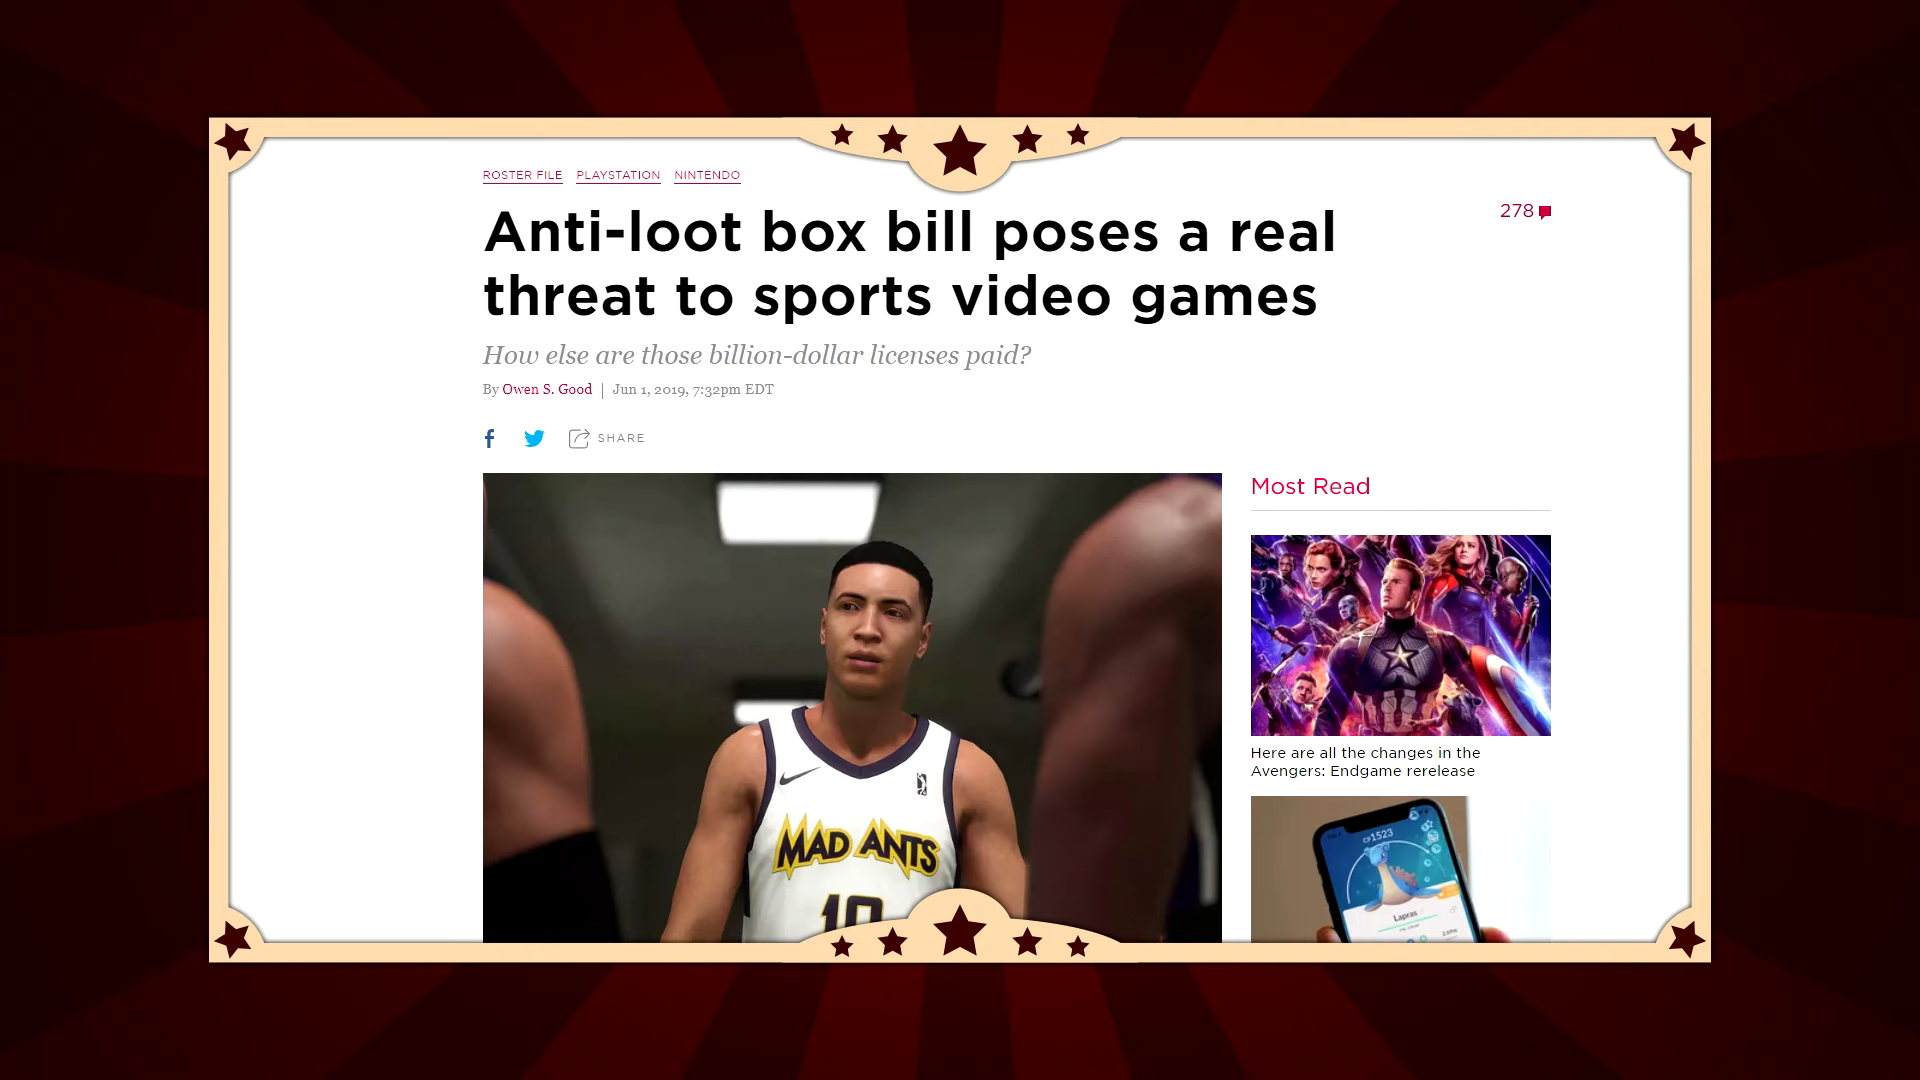 ROSTER FILE PLAYSTATION NINTENDO
Anti-loot box bill poses a real
threat to sports video games
278
How else are those billion-dollar licenses paid?
By Owen S. Good | Jun 1, 2019, 7:32pm EDT
SHARE
Most Read
MAD ANTS
10
Here are all the changes in the
Avengers: Endgame rerelease
CP1523
Lapras